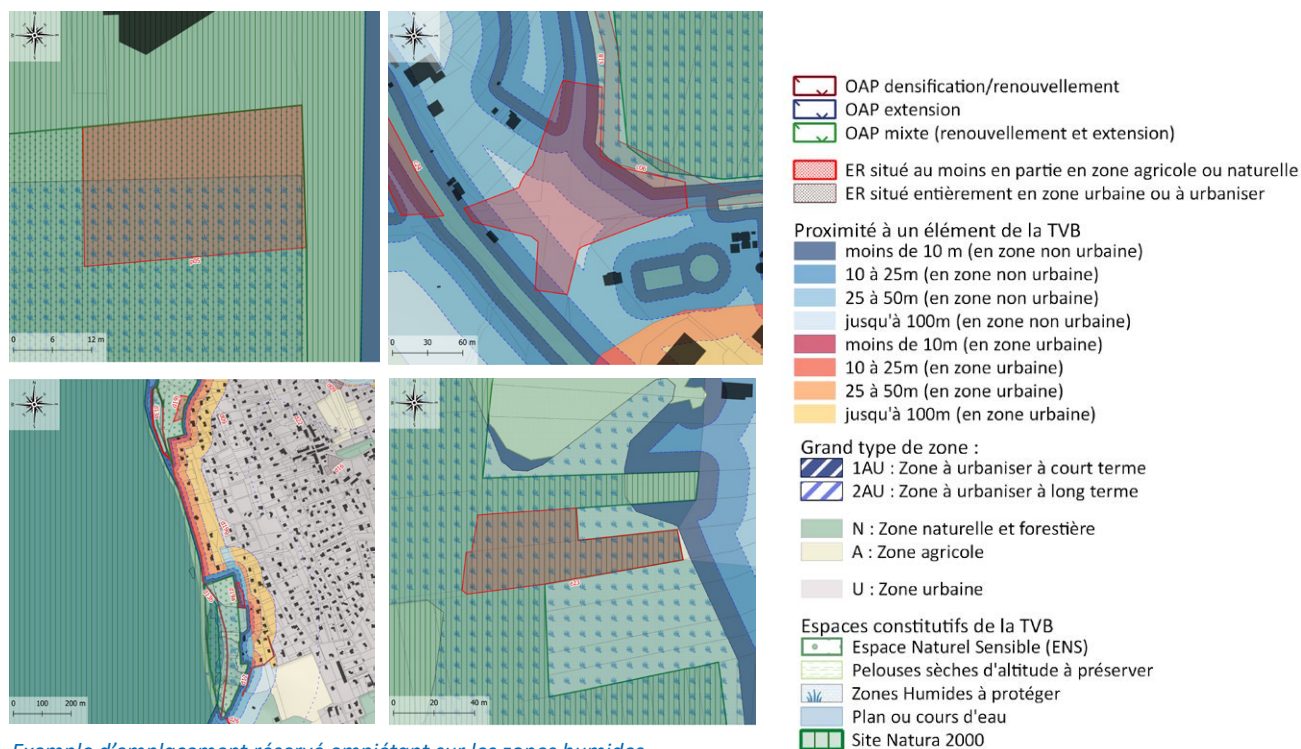 0 6 12 m
0 30 60 m
0 100 200 m
0 20 40 m
OAP densification/renouvellement
OAP extension
OAP mixte (renouvellement et extension)
ER situé au moins en partie en zone agricole ou naturelle
ER situé entièrement en zone urbaine ou à urbaniser
Proximité à un élément de la TVB
moins de 10 m (en zone non urbaine)
10 à 25m (en zone non urbaine)
25 à 50m (en zone non urbaine)
jusqu'à 100m (en zone non urbaine)
moins de 10m (en zone urbaine)
10 à 25m (en zone urbaine)
25 à 50m (en zone urbaine)
jusqu'à 100m (en zone urbaine)
Grand type de zone :
1AU : Zone à urbaniser à court terme
2AU : Zone à urbaniser à long terme
N : Zone naturelle et forestière
A : Zone agricole
U : Zone urbaine
Espaces constitutifs de la TVB
Espace Naturel Sensible (ENS)
Pelouses sèches d'altitude à préserver
Zones Humides à protéger
Plan ou cours d'eau
Site Natura 2000
Exemple d'emplacement réservé empiétant sur les zones humides